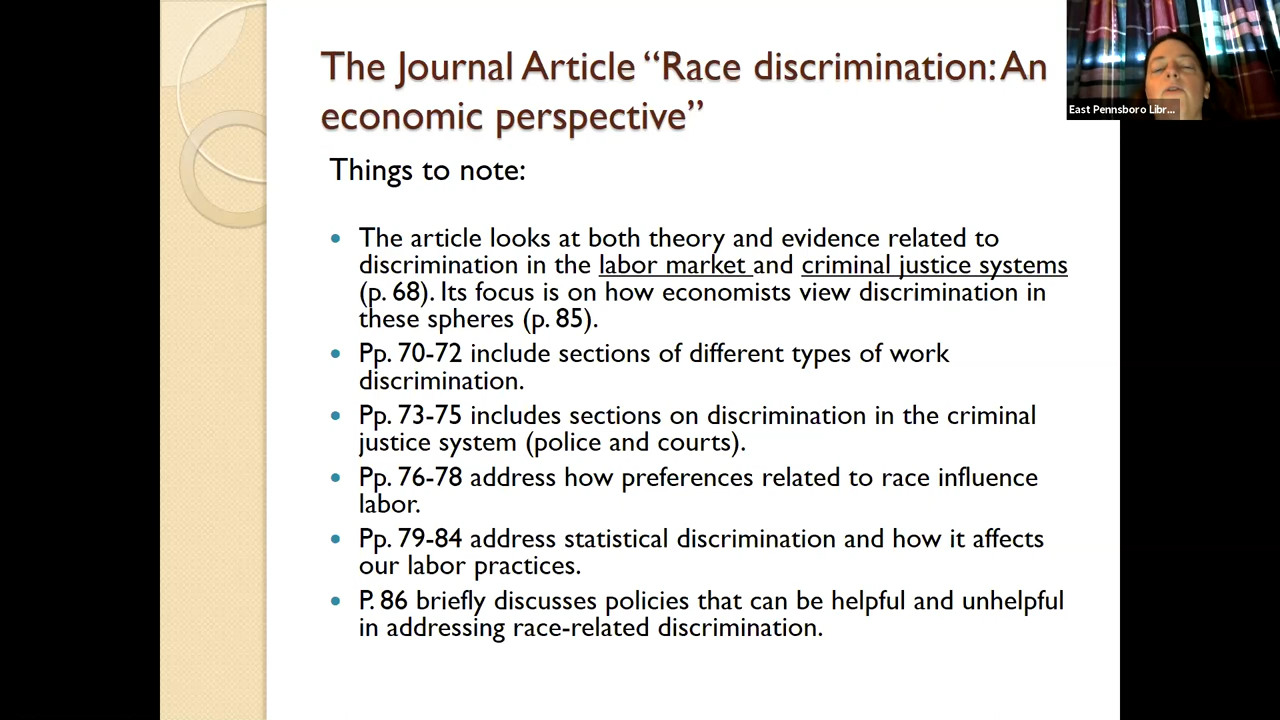 The Journal Article “Race discrimination: An
economic perspective”
Things to note:
• The article looks at both theory and evidence related to
discrimination in the labor market and criminal justice systems
(p. 68). Its focus is on how economists view discrimination in
these spheres (p. 85).
• Pp. 70-72 include sections of different types of work
discrimination.
• Pp. 73-75 includes sections on discrimination in the criminal
justice system (police and courts).
• Pp. 76-78 address how preferences related to race influence
labor.
• Pp. 79-84 address statistical discrimination and how it affects
our labor practices.
• P. 86 briefly discusses policies that can be helpful and unhelpful
in addressing race-related discrimination.
East Pennsboro Libr...